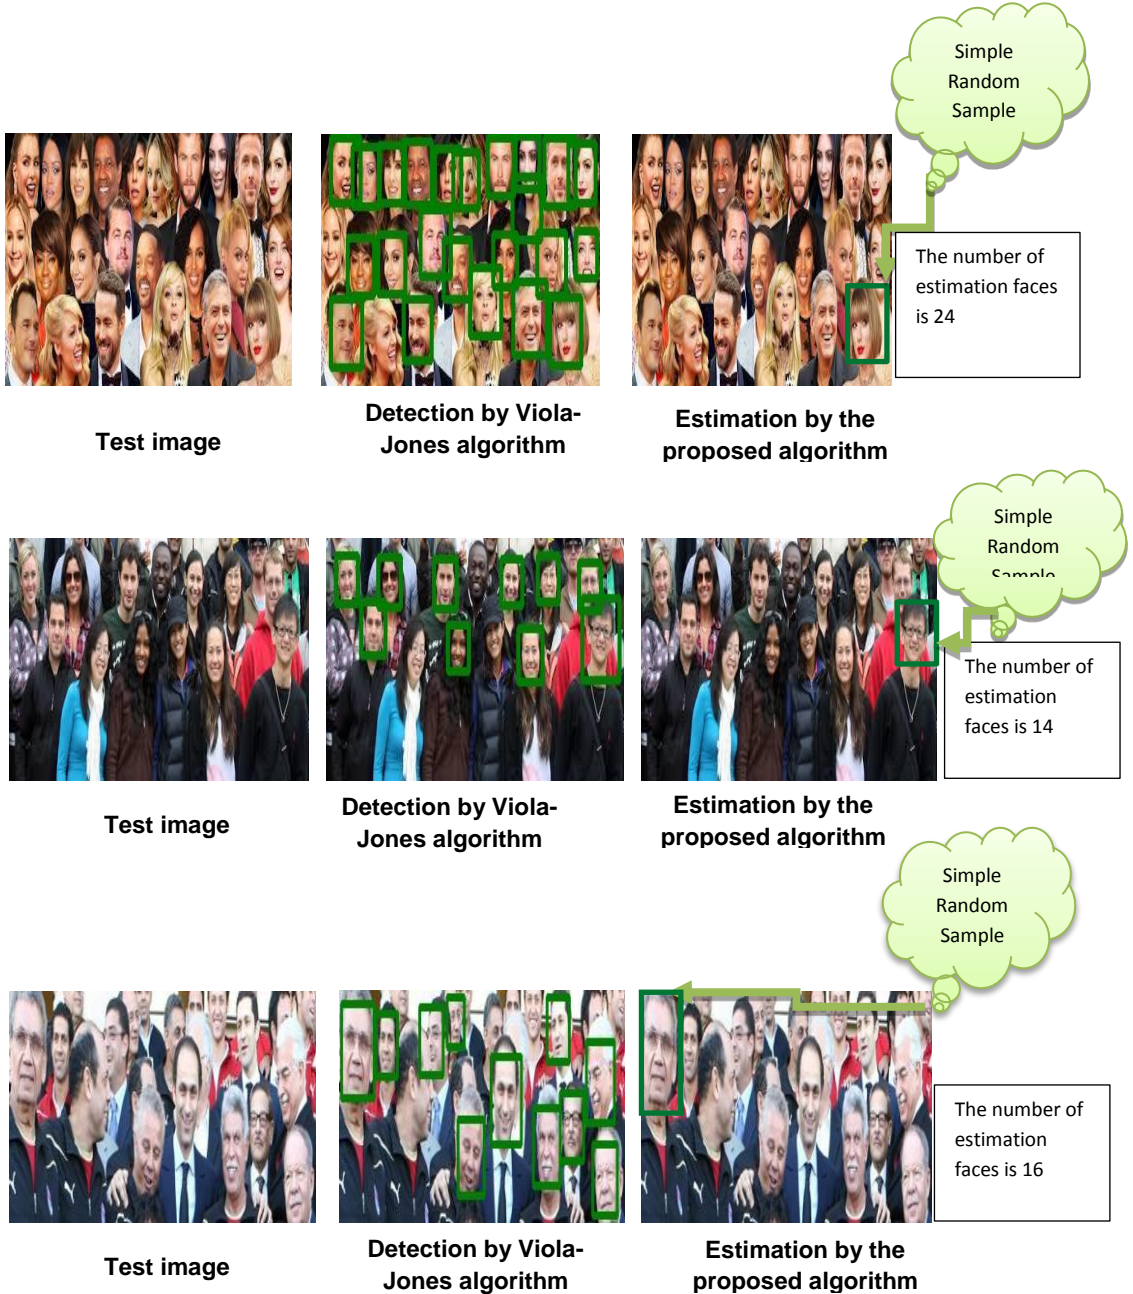 Simple
Random
Sample
The number of
estimation faces
is 24
Test image
Detection by Viola-
Jones algorithm
Estimation by the
proposed algorithm
Simple
Random
Sample
The number of
estimation
faces is 14
Test image
Detection by Viola-
Jones algorithm
Estimation by the
proposed algorithm
Simple
Random
Sample
The number of
estimation
faces is 16
Test image
Detection by Viola-
Jones algorithm
Estimation by the
proposed algorithm